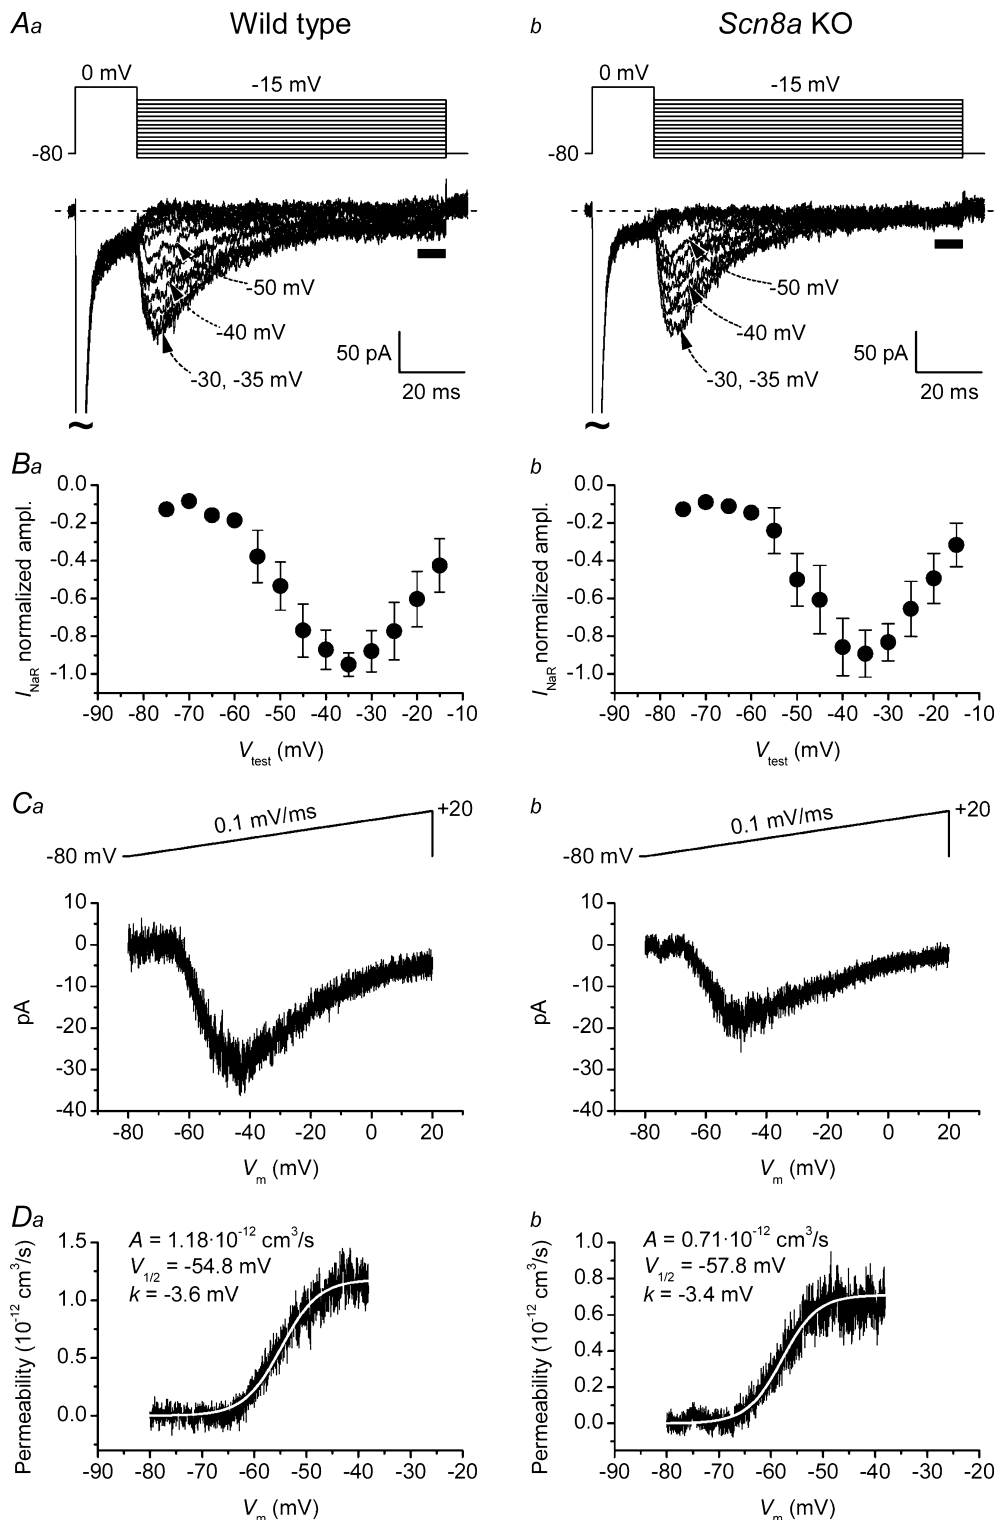 Aa
Wild type
b
Scn8a KO
0 mV
-15 mV
-80
-50 mV
-40 mV
-30, -35 mV
50 pA
20 ms
~
0 mV
-15 mV
-80
-50 mV
-40 mV
-30, -35 mV
50 pA
20 ms
~
Ba
I_NaR normalized ampl.
0.0
-0.2
-0.4
-0.6
-0.8
-1.0
-90 -80 -70 -60 -50 -40 -30 -20 -10
V_test (mV)
b
I_NaR normalized ampl.
0.0
-0.2
-0.4
-0.6
-0.8
-1.0
-90 -80 -70 -60 -50 -40 -30 -20 -10
V_test (mV)
Ca
0.1 mV/ms
+20
-80 mV
pA
10
0
-10
-20
-30
-40
-80 -60 -40 -20 0 20
V_m (mV)
b
0.1 mV/ms
+20
-80 mV
pA
10
0
-10
-20
-30
-40
-80 -60 -40 -20 0 20
V_m (mV)
Da
A = 1.18·10⁻¹² cm³/s
V_1/2 = -54.8 mV
k = -3.6 mV
Permeability (10⁻¹² cm³/s)
1.5
1.0
0.5
0.0
-90 -80 -70 -60 -50 -40 -30 -20
V_m (mV)
b
A = 0.71·10⁻¹² cm³/s
V_1/2 = -57.8 mV
k = -3.4 mV
Permeability (10⁻¹² cm³/s)
1.0
0.8
0.6
0.4
0.2
0.0
-90 -80 -70 -60 -50 -40 -30 -20
V_m (mV)